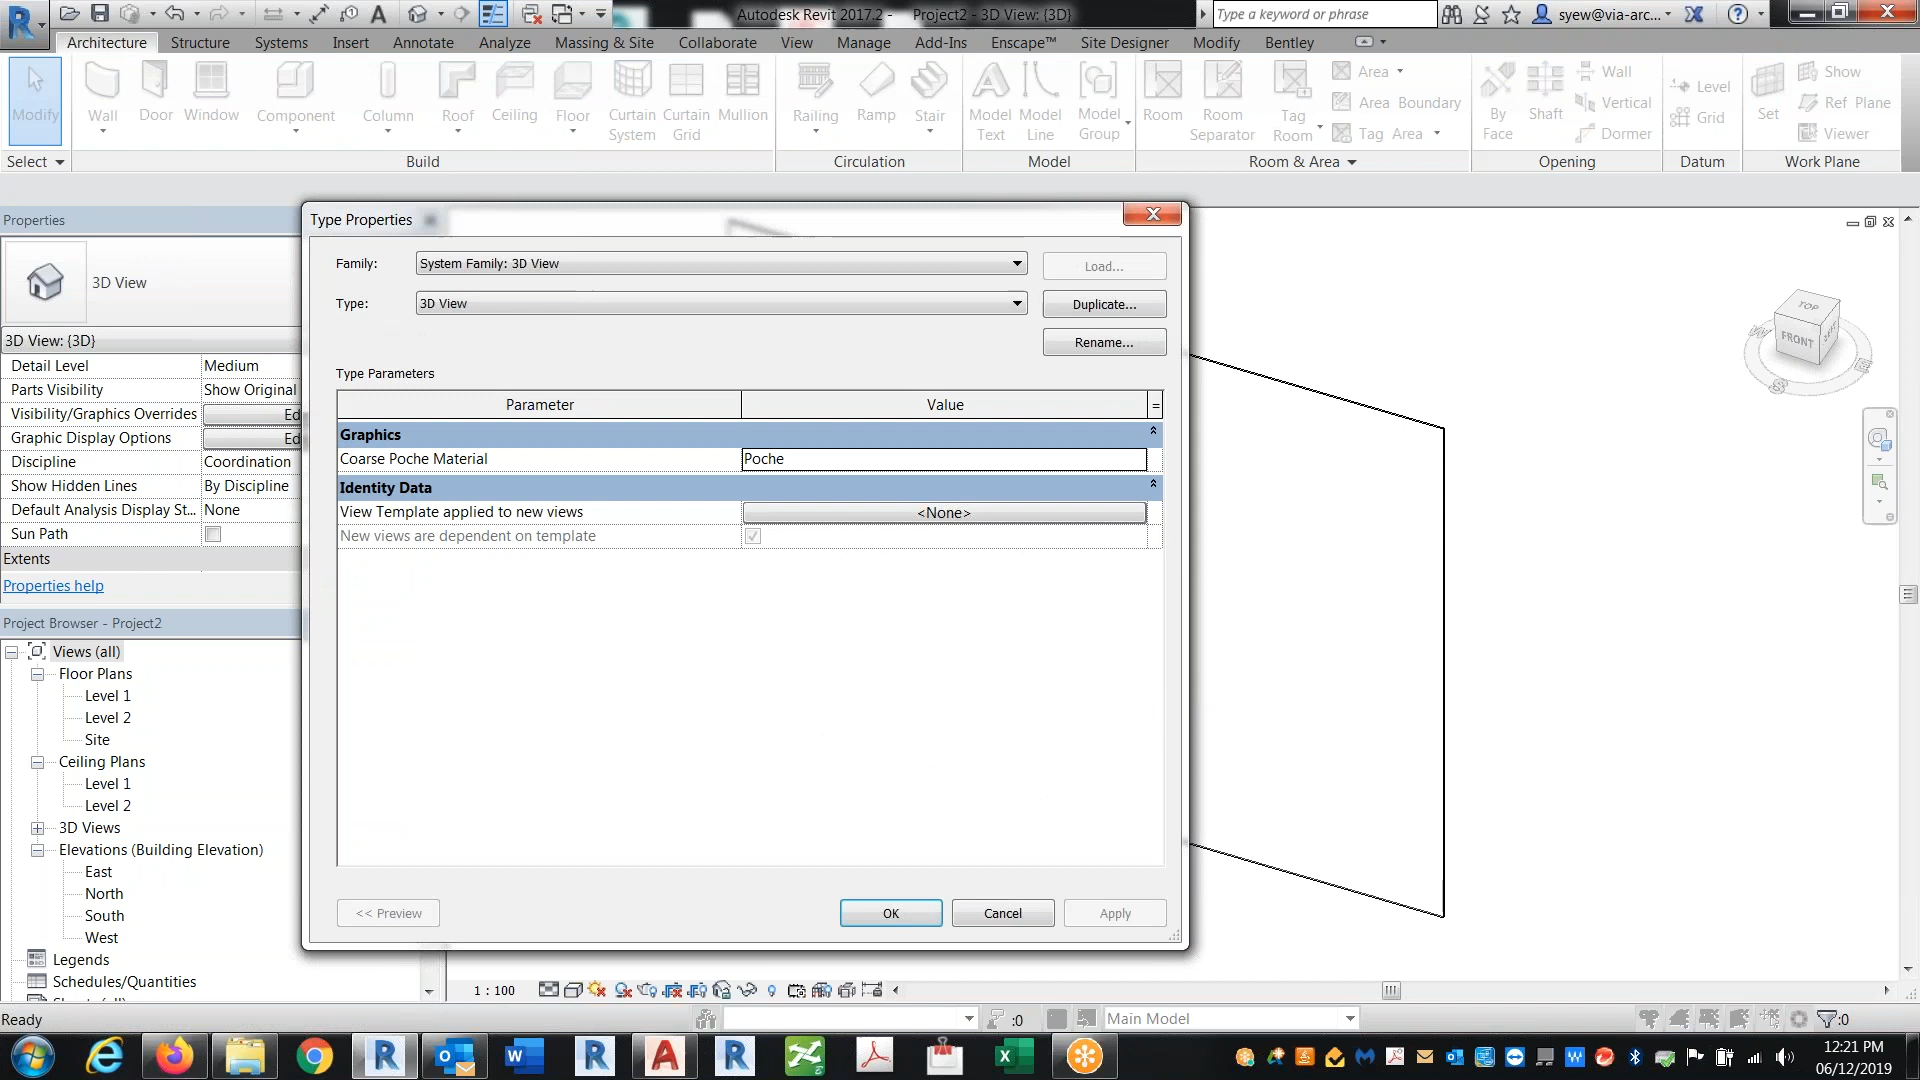 Autodesk Revit 2017.2 - Project2 - 3D View: {3D}
Type a keyword or phrase
syew@via-arc...
Architecture Structure Systems Insert Annotate Analyze Massing & Site Collaborate View Manage Add-Ins Enscape™ Site Designer Modify Bentley
Modify
Wall
Door
Window
Component
Column
Roof
Ceiling
Floor
Curtain System
Curtain Grid
Mullion
Railing
Ramp
Stair
Model Text
Model Line
Model Group
Room
Room Separator
Tag Room
Area
Area Boundary
Tag Area
By Face
Shaft
Wall
Vertical
Dormer
Level
Grid
Set
Show
Ref Plane
Viewer
Select Build Circulation Model Room & Area Opening Datum Work Plane
Properties
3D View
3D View: {3D}
Detail Level Medium
Parts Visibility Show Original
Visibility/Graphics Overrides Ed
Graphic Display Options Ed
Discipline Coordination
Show Hidden Lines By Discipline
Default Analysis Display St... None
Sun Path
Extents
Properties help
Project Browser - Project2
Views (all)
Floor Plans
Level 1
Level 2
Site
Ceiling Plans
Level 1
Level 2
3D Views
Elevations (Building Elevation)
East
North
South
West
Legends
Schedules/Quantities
Type Properties
Family: System Family: 3D View Load...
Type: 3D View Duplicate...
Rename...
Type Parameters
Parameter Value =
Graphics
Coarse Poche Material Poche
Identity Data
View Template applied to new views <None>
New views are dependent on template
<< Preview OK Cancel Apply
TOP
FRONT
W
S
E
1 : 100
Ready
:0
Main Model
:0
12:21 PM
06/12/2019